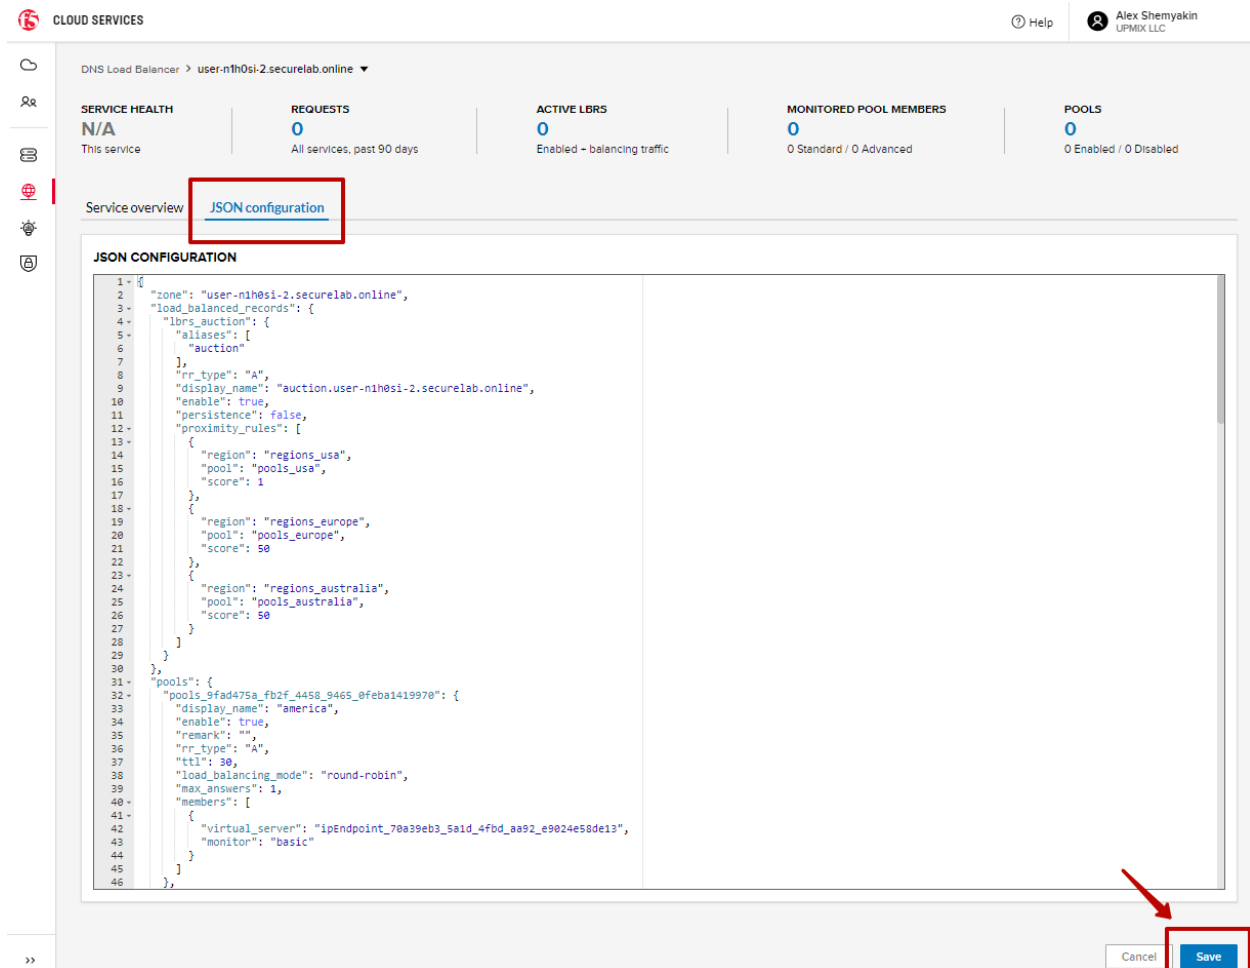 f5 CLOUD SERVICES
Help
Alex Shemyakin
UPMIX LLC
DNS Load Balancer > user-n1h0si-2.securelab.online
SERVICE HEALTH
N/A
This service
REQUESTS
0
All services, past 90 days
ACTIVE LBRS
0
Enabled + balancing traffic
MONITORED POOL MEMBERS
0
0 Standard / 0 Advanced
POOLS
0
0 Enabled / 0 Disabled
Service overview
JSON configuration
JSON CONFIGURATION
1 {
2 "zone": "user-n1h0si-2.securelab.online",
3 "load_balanced_records": {
4 "lbrs_auction": {
5 "aliases": [
6 "auction"
7 ],
8 "rr_type": "A",
9 "display_name": "auction.user-n1h0si-2.securelab.online",
10 "enable": true,
11 "persistence": false,
12 "proximity_rules": [
13 {
14 "region": "regions_usa",
15 "pool": "pools_usa",
16 "score": 1
17 },
18 {
19 "region": "regions_europe",
20 "pool": "pools_europe",
21 "score": 50
22 },
23 {
24 "region": "regions_australia",
25 "pool": "pools_australia",
26 "score": 50
27 }
28 ]
29 }
30 },
31 "pools": {
32 "pools_9fad475a_fb2f_4458_9465_0feba1419970": {
33 "display_name": "america",
34 "enable": true,
35 "remark": "",
36 "rr_type": "A",
37 "ttl": 30,
38 "load_balancing_mode": "round-robin",
39 "max_answers": 1,
40 "members": [
41 {
42 "virtual_server": "ipEndpoint_70a39eb3_5a1d_4fbd_aa92_e9024e58de13",
43 "monitor": "basic"
44 }
45 ]
46 },
Cancel
Save